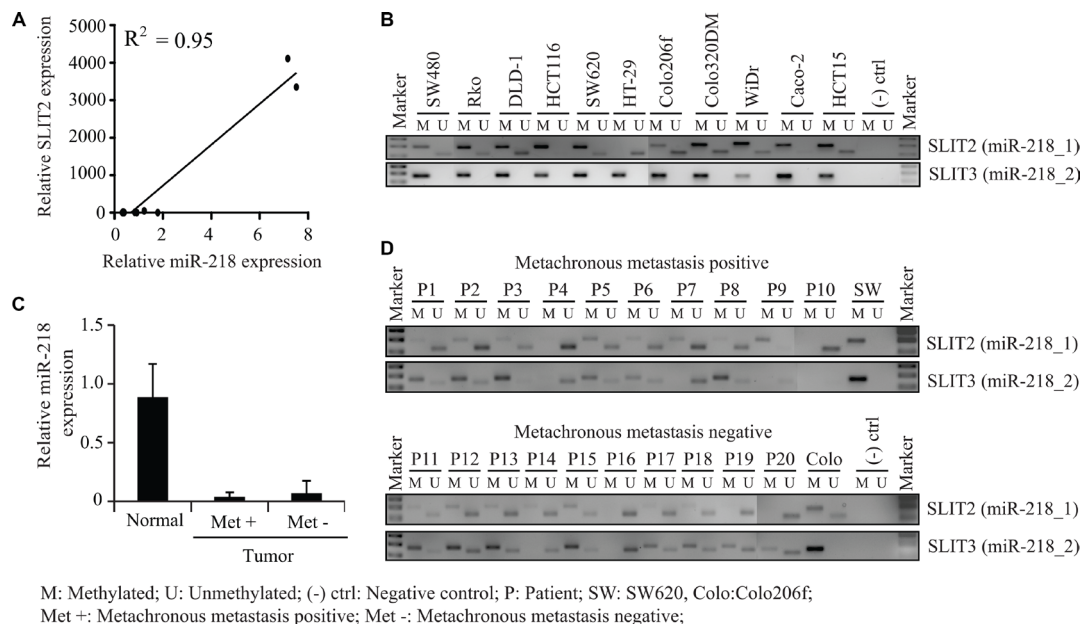 A
R² = 0.95
Relative SLIT2 expression
5000
4000
3000
2000
1000
0
0 2 4 6 8
Relative miR-218 expression
B
Marker SW480 Rko DLD-1 HCT116 SW620 HT-29 Colo206f Colo320DM WiDr Caco-2 HCT15 (-) ctrl Marker
M U M U M U M U M U M U M U M U M U M U M U M U
SLIT2 (miR-218_1)
SLIT3 (miR-218_2)
C
Relative miR-218 expression
1.5
1.0
0.5
0
Normal Met + Met -
Tumor
D
Metachronous metastasis positive
Marker P1 P2 P3 P4 P5 P6 P7 P8 P9 P10 SW Marker
M U M U M U M U M U M U M U M U M U M U M U
SLIT2 (miR-218_1)
SLIT3 (miR-218_2)
Metachronous metastasis negative
Marker P11 P12 P13 P14 P15 P16 P17 P18 P19 P20 Colo (-) ctrl Marker
M U M U M U M U M U M U M U M U M U M U M U M U
SLIT2 (miR-218_1)
SLIT3 (miR-218_2)
M: Methylated; U: Unmethylated; (-) ctrl: Negative control; P: Patient; SW: SW620, Colo:Colo206f;
Met +: Metachronous metastasis positive; Met -: Metachronous metastasis negative;